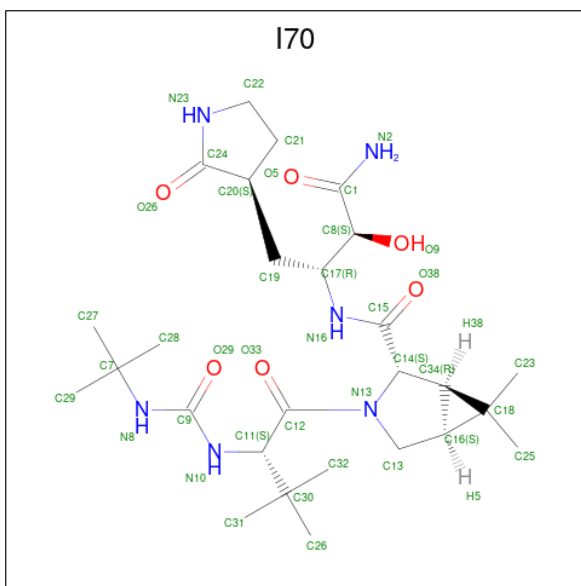 I70
C22
N23
HN
C21
C24
N2
NH₂
O5
O
C1
O
O26
C20(S)
C8(S)
OH
O9
C19
C17(R)
O38
O
C27
C28
C15
N
H
N16
H38
H
C7
O29
O
O33
O
C14(S)
C34(R)
C23
C29
N13
N
C18
N8
N
H
C9
C12
C16(S)
C11(S)
C13
C25
N10
N
H
C32
H
H5
C30
C31
C26